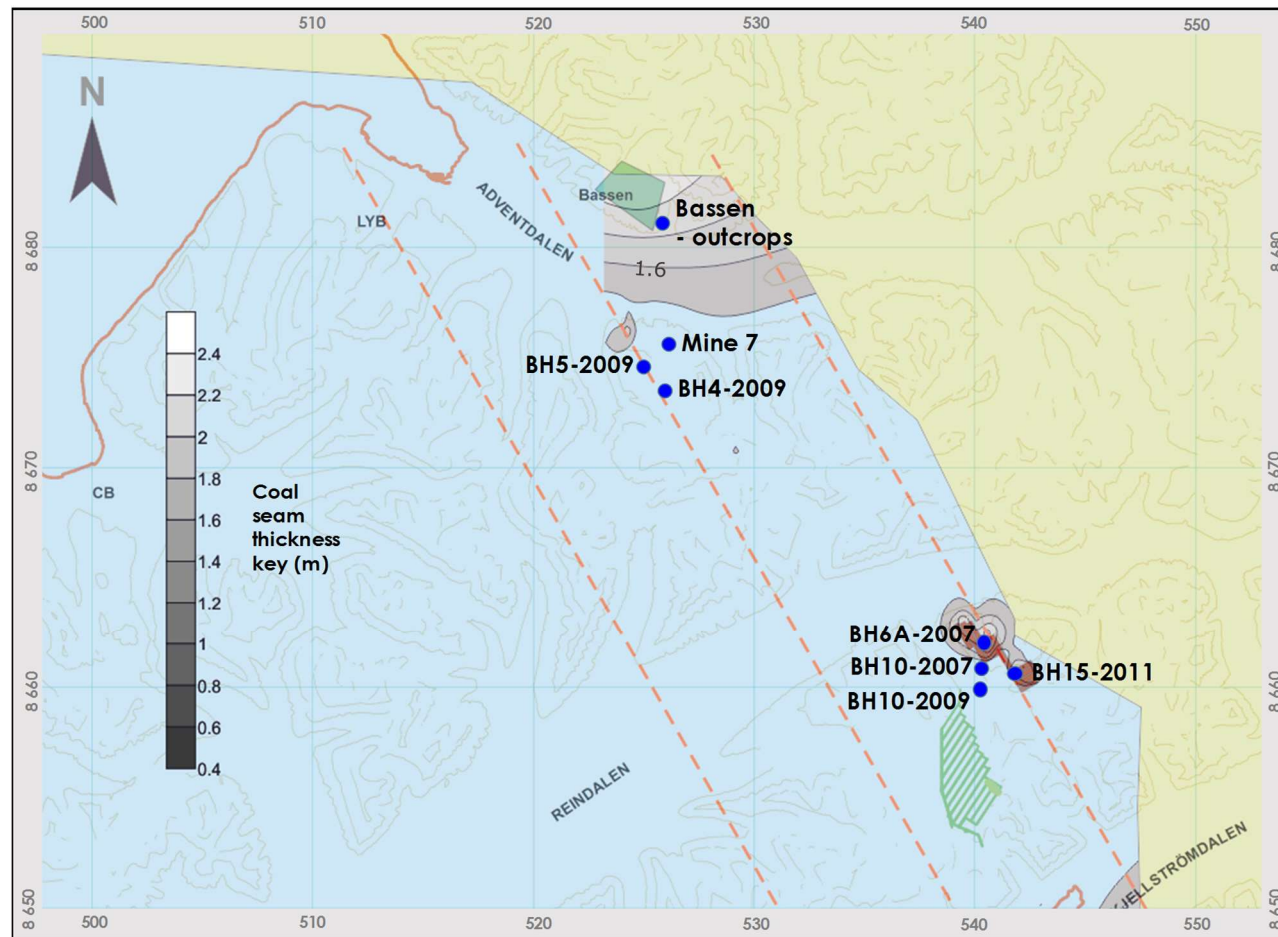 500 510 520 530 540 550
N
ADVENTDALEN
Bassen
LYB
Bassen
- outcrops
8 680
8 680
1.6
Mine 7
BH5-2009
BH4-2009
2.4
2.2
2
1.8
1.6
1.4
1.2
1
0.8
0.6
0.4
Coal
seam
thickness
key (m)
8 670
8 670
CB
BH6A-2007
BH10-2007
BH15-2011
BH10-2009
8 660
8 660
REINDALEN
JELLSTRÖMDALEN
8 650
8 650
500 510 520 530 540 550